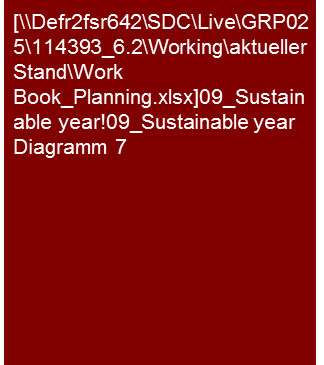 [\\Defr2fsr642\SDC\Live\GRP02
5\114393_6.2\Working\aktueller
Stand\Work
Book_Planning.xlsx]09_Sustain
able year!09_Sustainable year
Diagramm 7